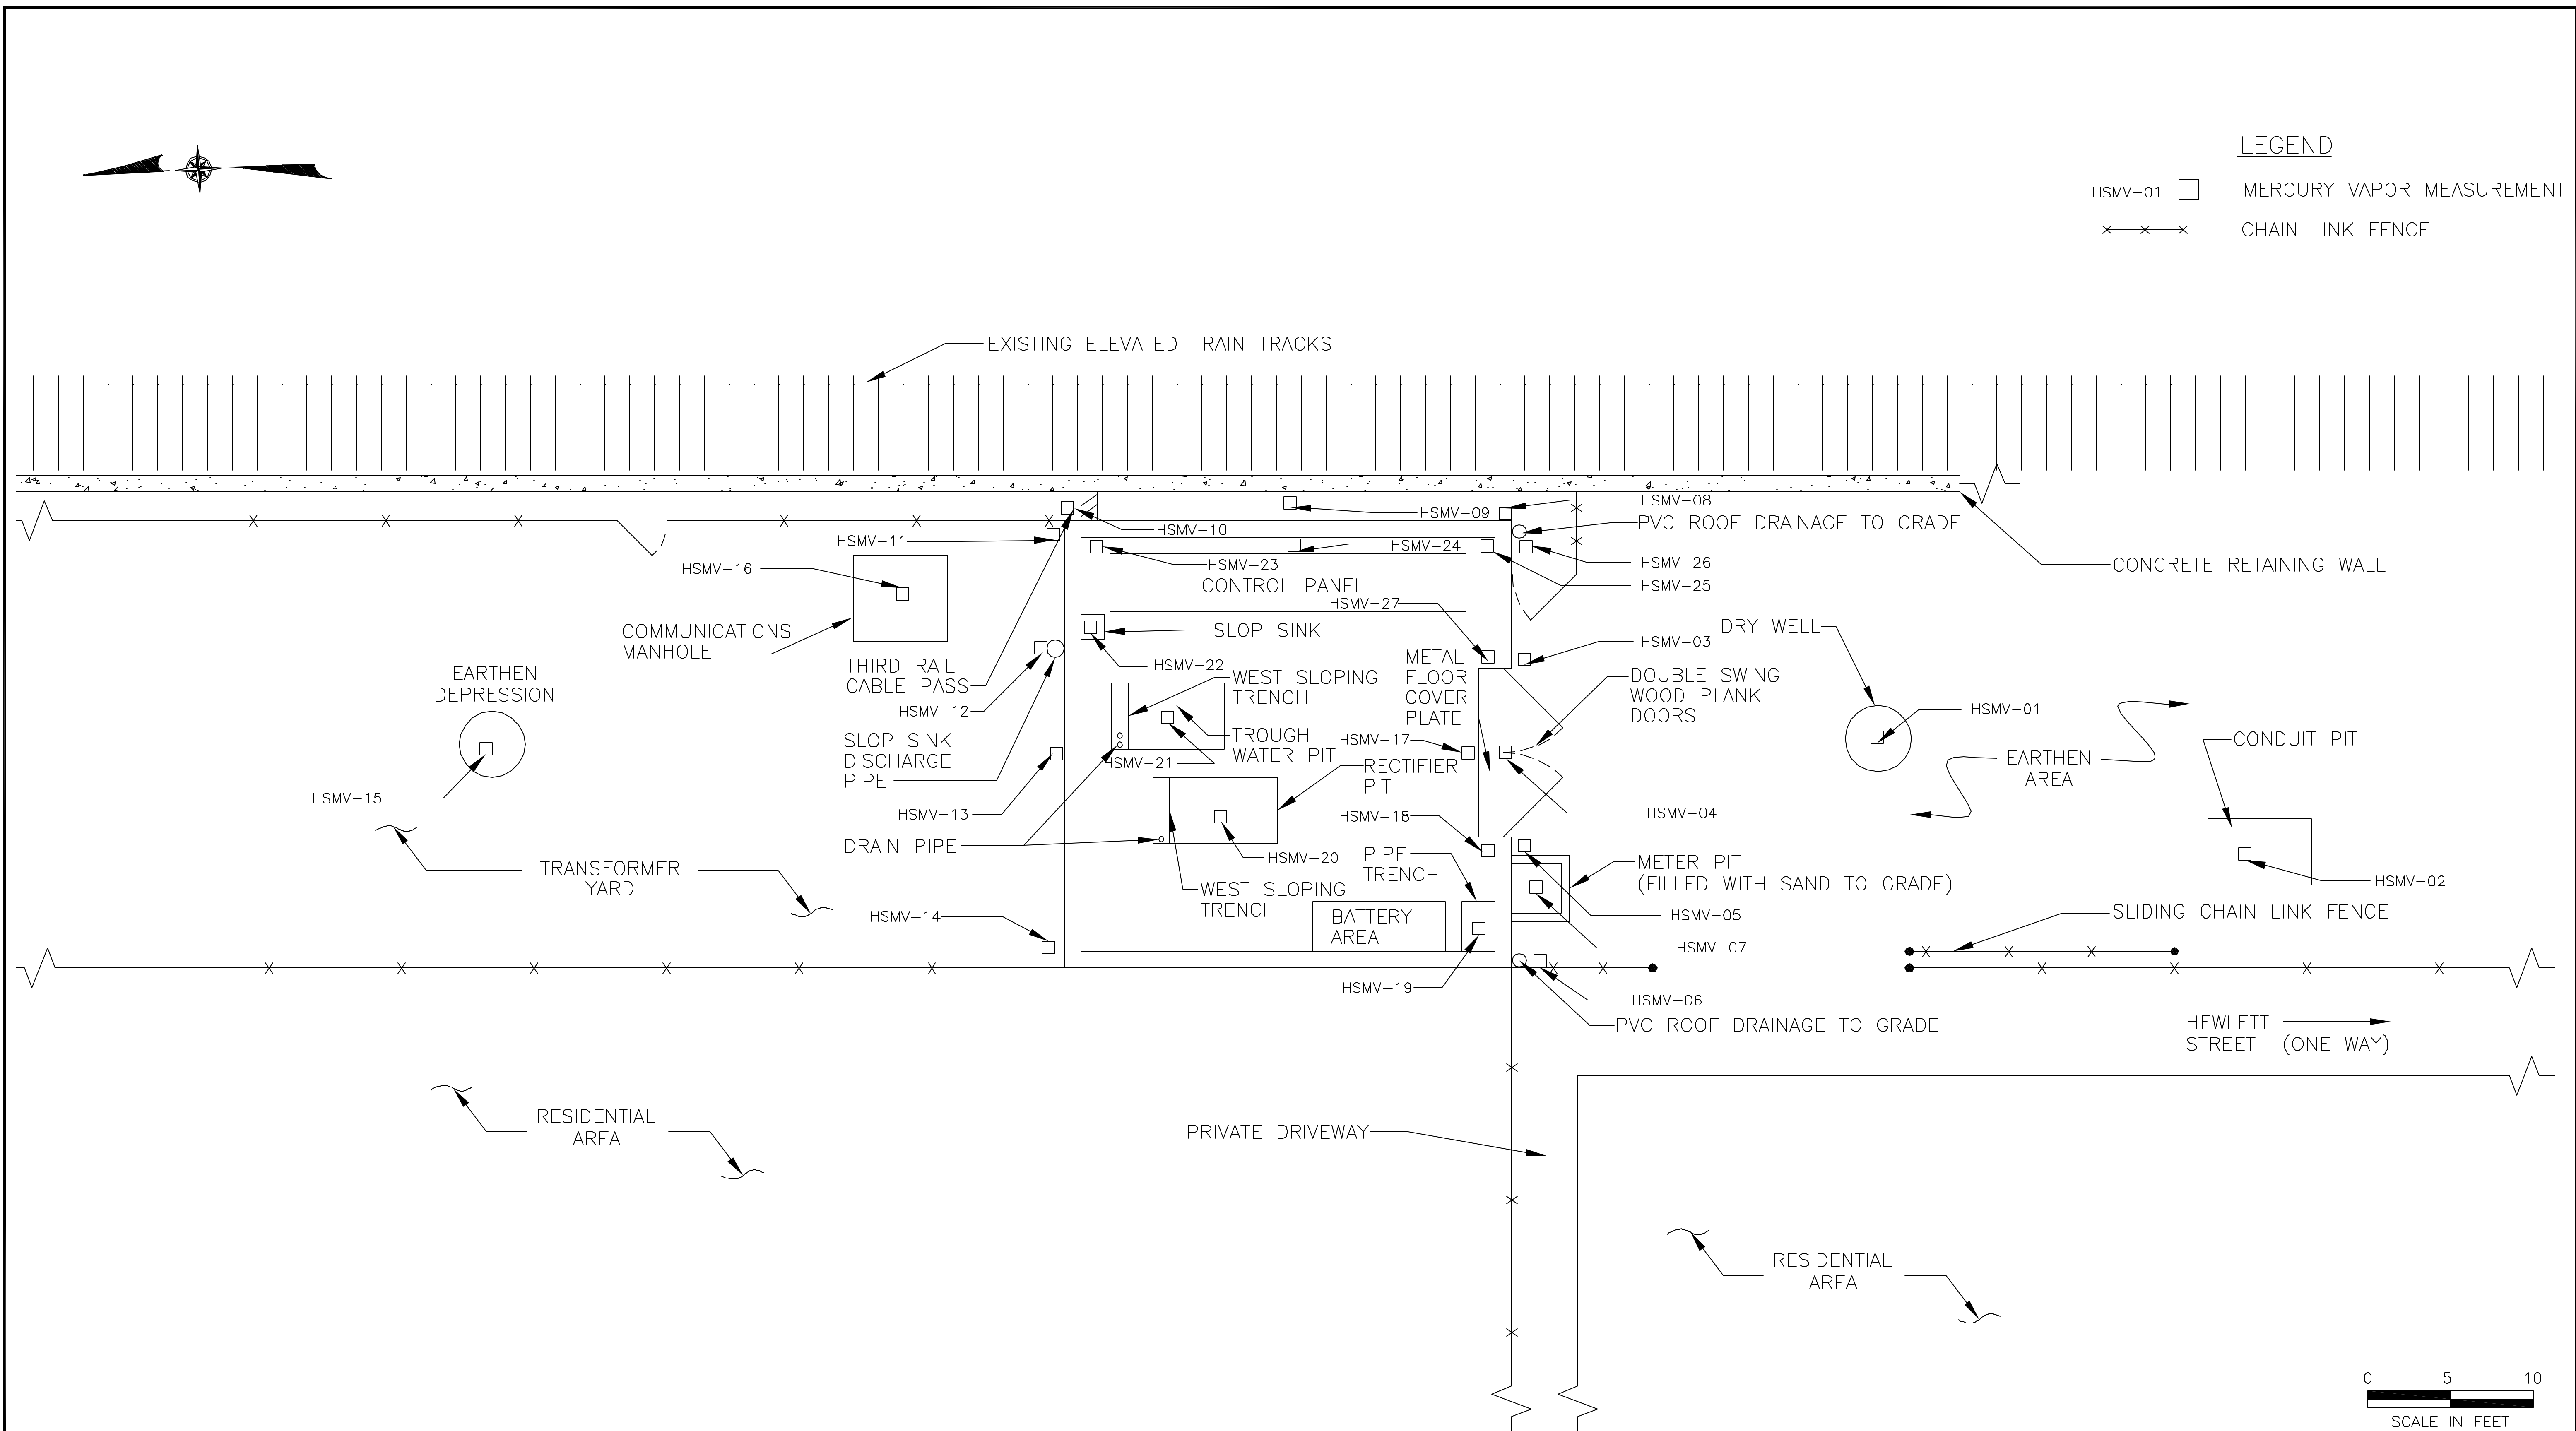 LEGEND
HSMV-01 MERCURY VAPOR MEASUREMENT
CHAIN LINK FENCE
EXISTING ELEVATED TRAIN TRACKS
HSMV-08
HSMV-09
PVC ROOF DRAINAGE TO GRADE
HSMV-10
HSMV-11
HSMV-24
HSMV-26
HSMV-23
CONCRETE RETAINING WALL
HSMV-16
CONTROL PANEL
HSMV-25
HSMV-27
COMMUNICATIONS
MANHOLE
SLOP SINK
DRY WELL
HSMV-03
THIRD RAIL
CABLE PASS
HSMV-22
METAL
FLOOR
COVER
PLATE
EARTHEN
DEPRESSION
WEST SLOPING
TRENCH
DOUBLE SWING
WOOD PLANK
DOORS
HSMV-12
HSMV-01
TROUGH
WATER PIT
HSMV-17
SLOP SINK
DISCHARGE
PIPE
HSMV-21
CONDUIT PIT
EARTHEN
AREA
RECTIFIER
PIT
HSMV-15
HSMV-13
HSMV-18
HSMV-04
DRAIN PIPE
HSMV-20
PIPE
TRENCH
METER PIT
(FILLED WITH SAND TO GRADE)
TRANSFORMER
YARD
WEST SLOPING
TRENCH
HSMV-02
HSMV-14
BATTERY
AREA
HSMV-05
SLIDING CHAIN LINK FENCE
HSMV-07
HSMV-19
HSMV-06
PVC ROOF DRAINAGE TO GRADE
HEWLETT
STREET (ONE WAY)
RESIDENTIAL
AREA
PRIVATE DRIVEWAY
RESIDENTIAL
AREA
0 5 10
SCALE IN FEET